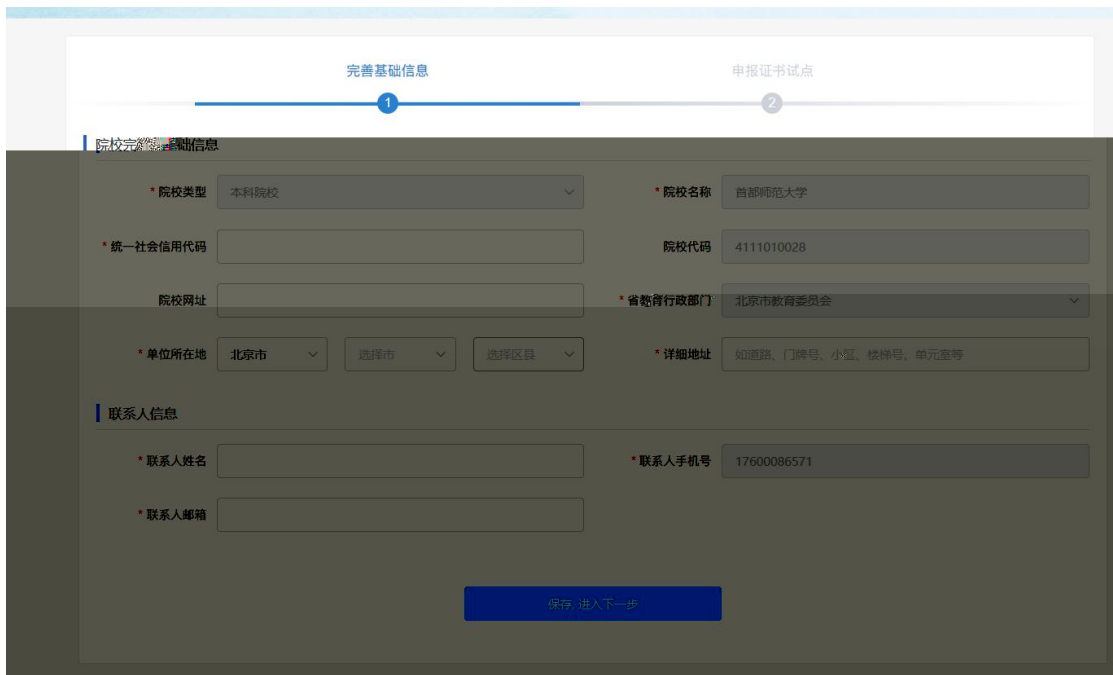 完善基础信息 申报证书试点
1 2
院校完善基础信息
* 院校类型 本科院校 * 院校名称 首都师范大学
* 统一社会信用代码 院校代码 4111010028
院校网址 * 省教育行政部门 北京市教育委员会
* 单位所在地 北京市 选择市 选择区县 * 详细地址 如道路、门牌号、小区、楼梯号、单元室等
联系人信息
* 联系人姓名 * 联系人手机号 17600086571
* 联系人邮箱
保存, 进入下一步